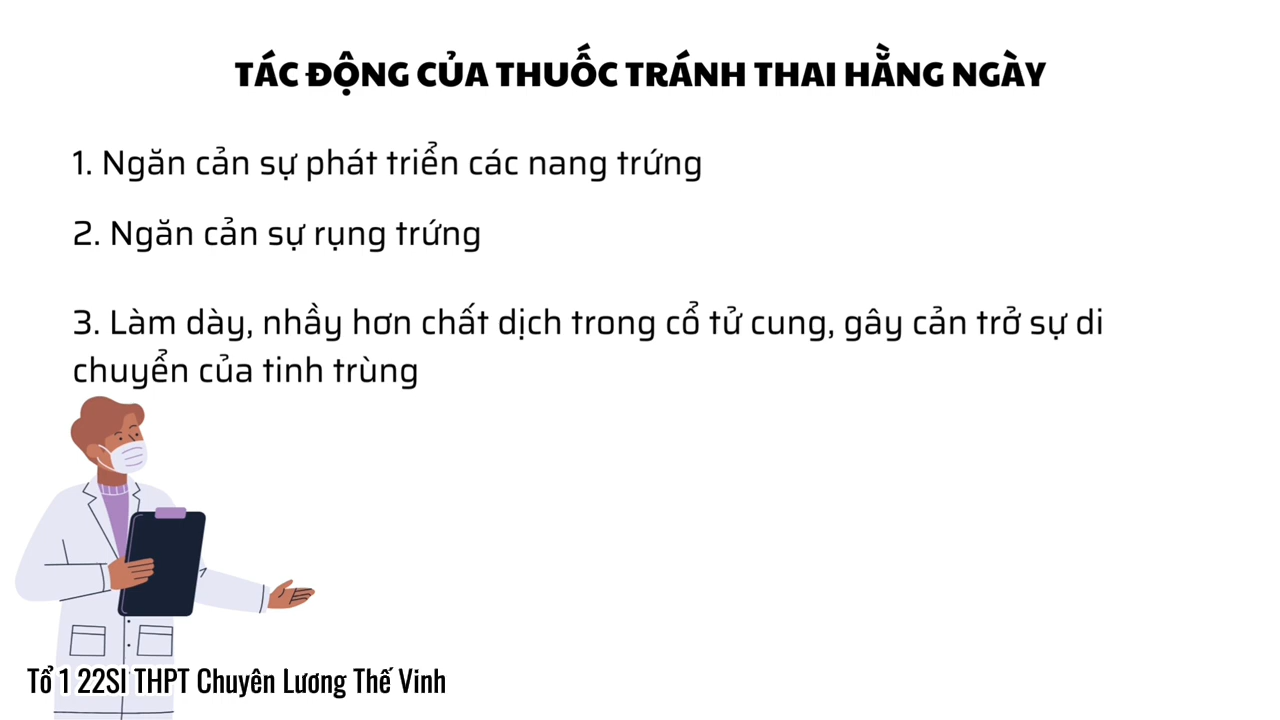 TÁC ĐỘNG CỦA THUỐC TRÁNH THAI HẰNG NGÀY
1. Ngăn cản sự phát triển các nang trứng
2. Ngăn cản sự rụng trứng
3. Làm dày, nhầy hơn chất dịch trong cổ tử cung, gây cản trở sự di
chuyển của tinh trùng
Tổ 1 22SI THPT Chuyên Lương Thế Vinh